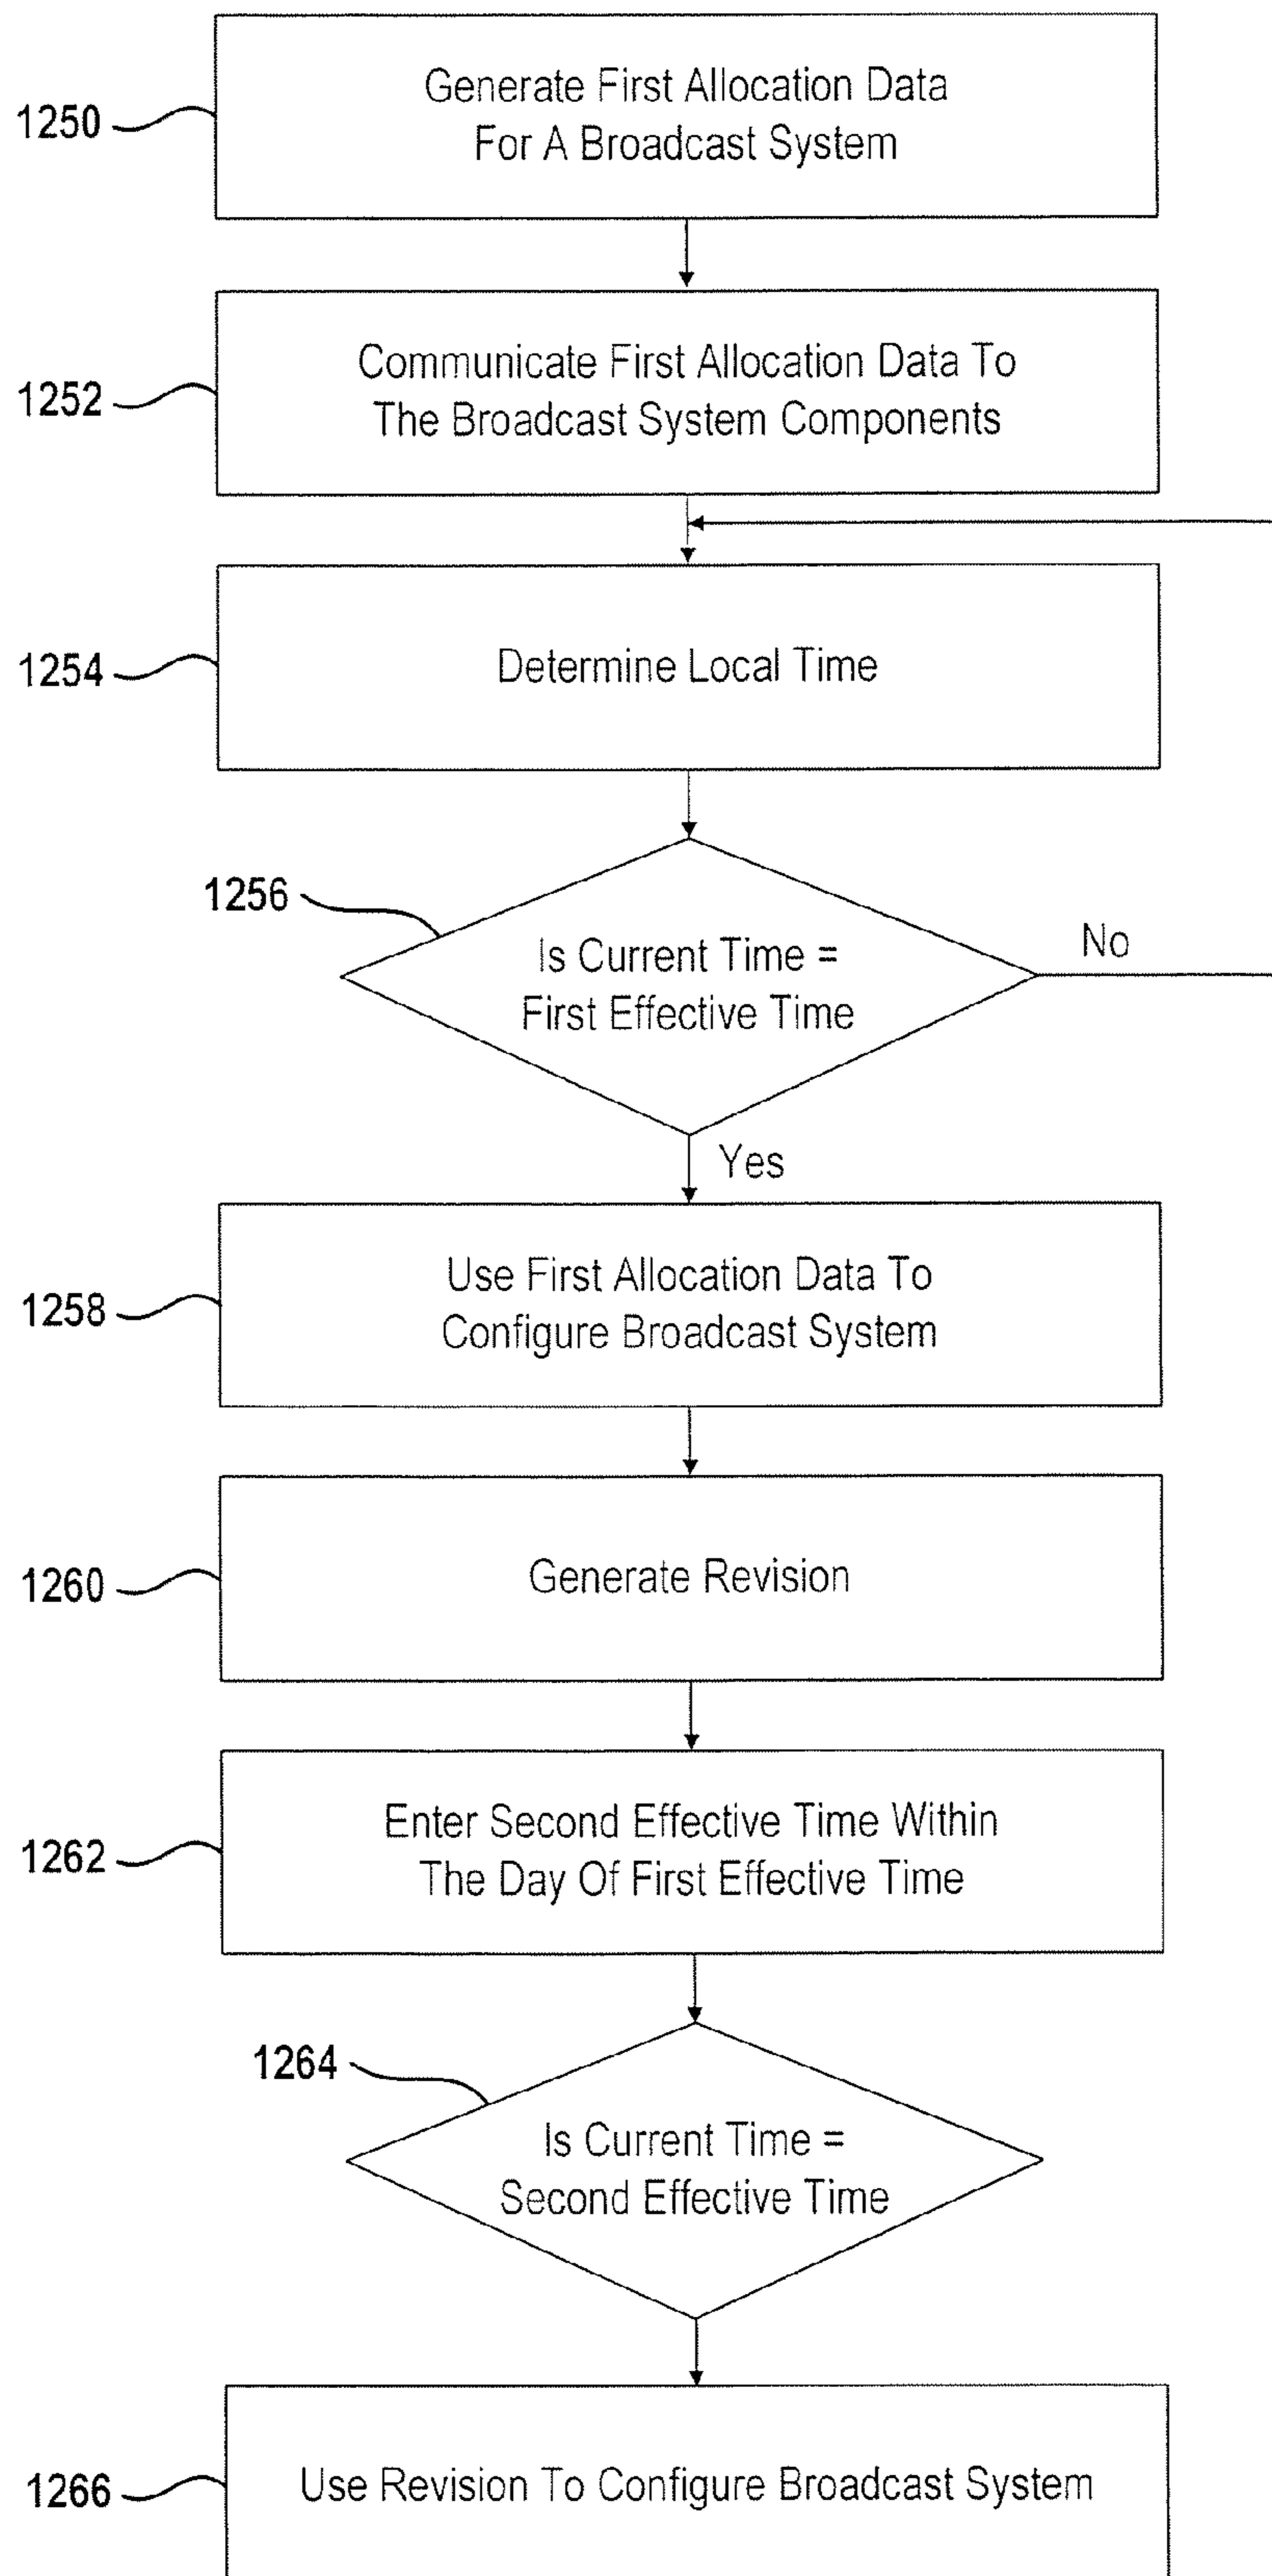 1250
Generate First Allocation Data
For A Broadcast System
1252
Communicate First Allocation Data To
The Broadcast System Components
1254
Determine Local Time
1256
Is Current Time =
First Effective Time
No
Yes
1258
Use First Allocation Data To
Configure Broadcast System
1260
Generate Revision
1262
Enter Second Effective Time Within
The Day Of First Effective Time
1264
Is Current Time =
Second Effective Time
1266
Use Revision To Configure Broadcast System